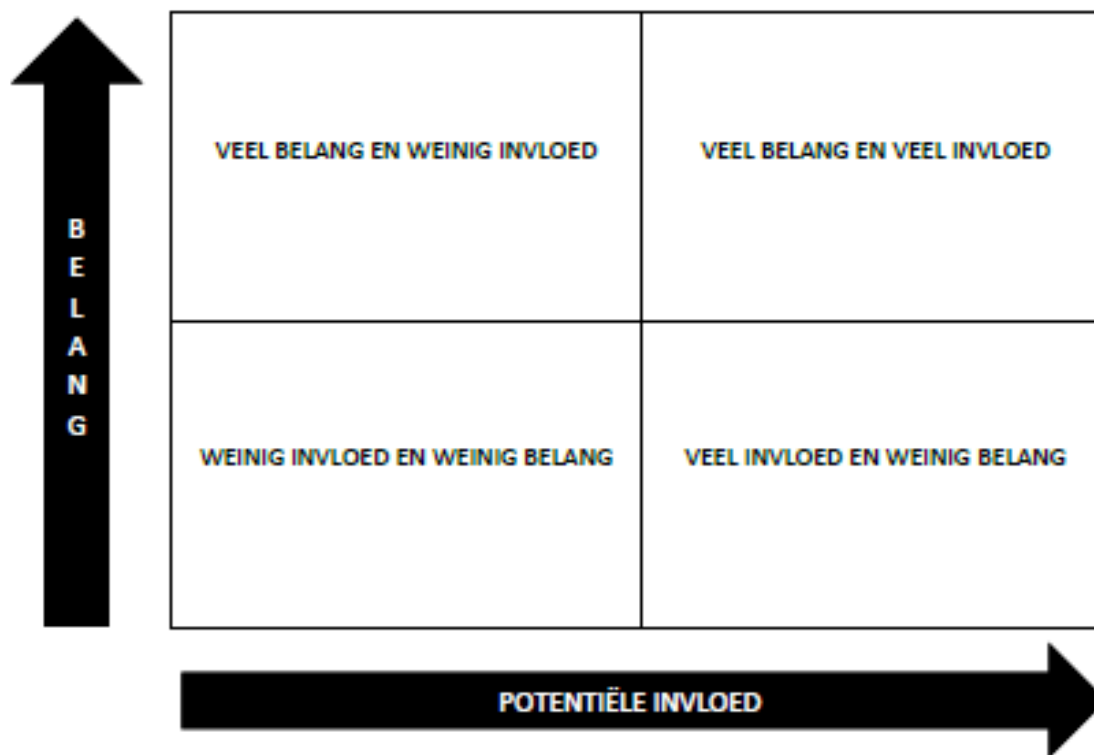 VEEL BELANG EN WEINIG INVLOED
VEEL BELANG EN VEEL INVLOED
BELANG
WEINIG INVLOED EN WEINIG BELANG
VEEL INVLOED EN WEINIG BELANG
POTENTIËLE INVLOED